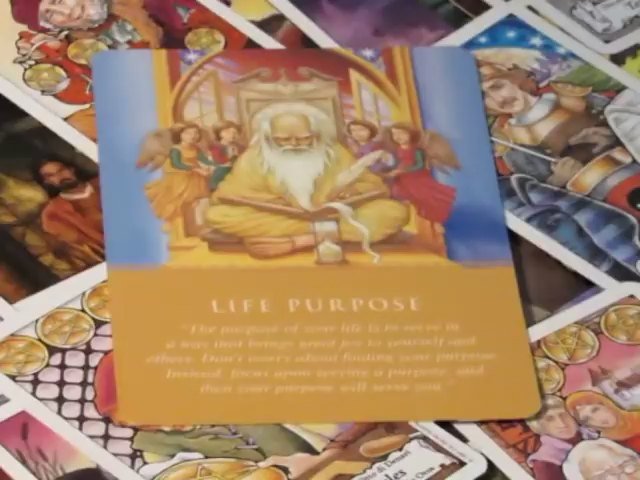 LIFE PURPOSE
"The purpose of your life is to serve in
a way that brings great joy to yourself and
others. Don't worry about finding your purpose.
Instead, focus upon serving a purpose, and
then your purpose will serve you."